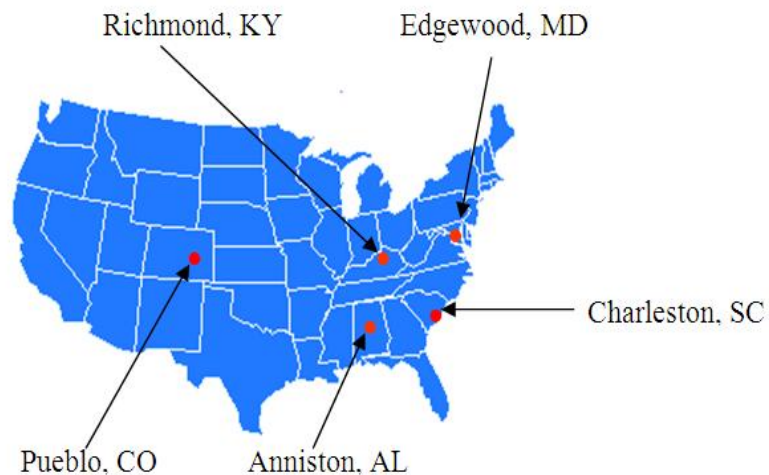 Richmond, KY
Edgewood, MD
Charleston, SC
Pueblo, CO
Anniston, AL